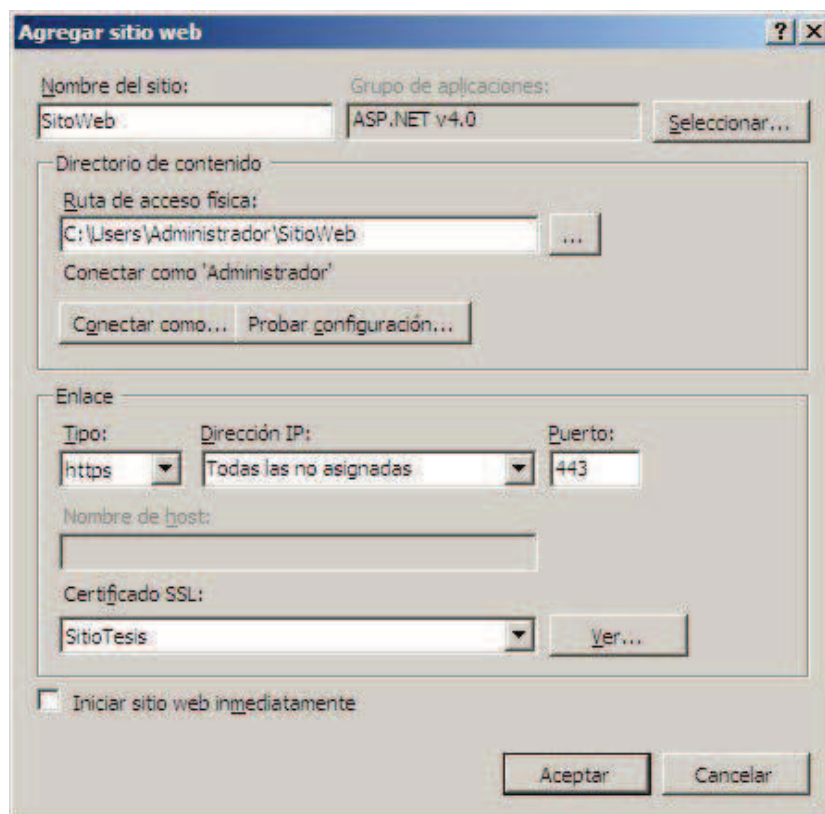 Agregar sitio web
Nombre del sitio: Grupo de aplicaciones:
SitoWeb ASP.NET v4.0 Seleccionar...
Directorio de contenido
Ruta de acceso física:
C:\Users\Administrador\SitioWeb ...
Conectar como 'Administrador'
Conectar como... Probar configuración...
Enlace
Tipo: Dirección IP: Puerto:
https Todas las no asignadas 443
Nombre de host:
Certificado SSL:
SitioTesis Ver...
Iniciar sitio web inmediatamente
Aceptar Cancelar